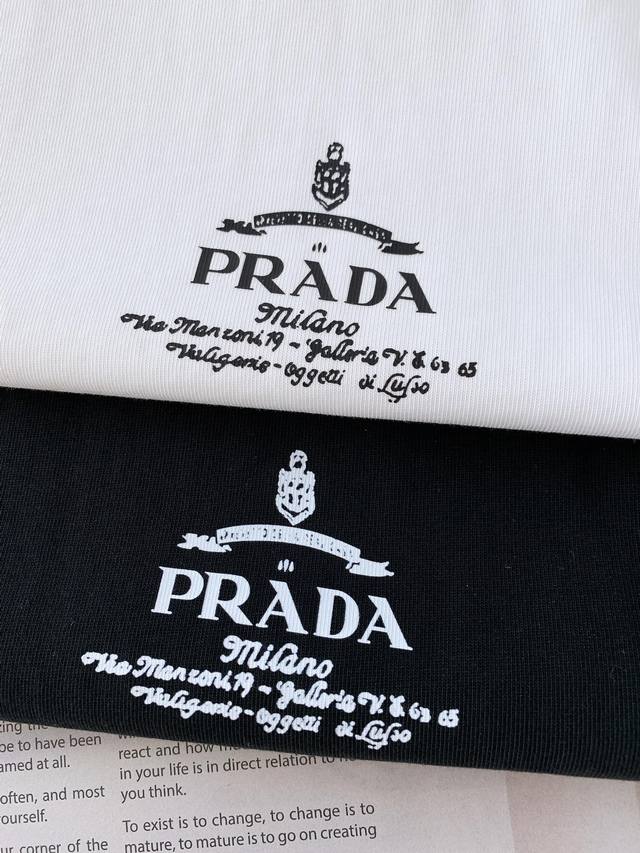 PRADA
Milano
Via Manzoni, 19 - Galleria V. E 63 65
Valigerie - Oggetti di Lusso
PRADA
Milano
Via Manzoni, 19 - Galleria V. E 63 65
Valigerie - Oggetti di Lusso
be to have been
amed at all.
often, and most
ourself.
ur corner of the
react and how
in your life is in direct relation to
you think.
To exist is to change, to change is to
mature, to mature is to go on creating